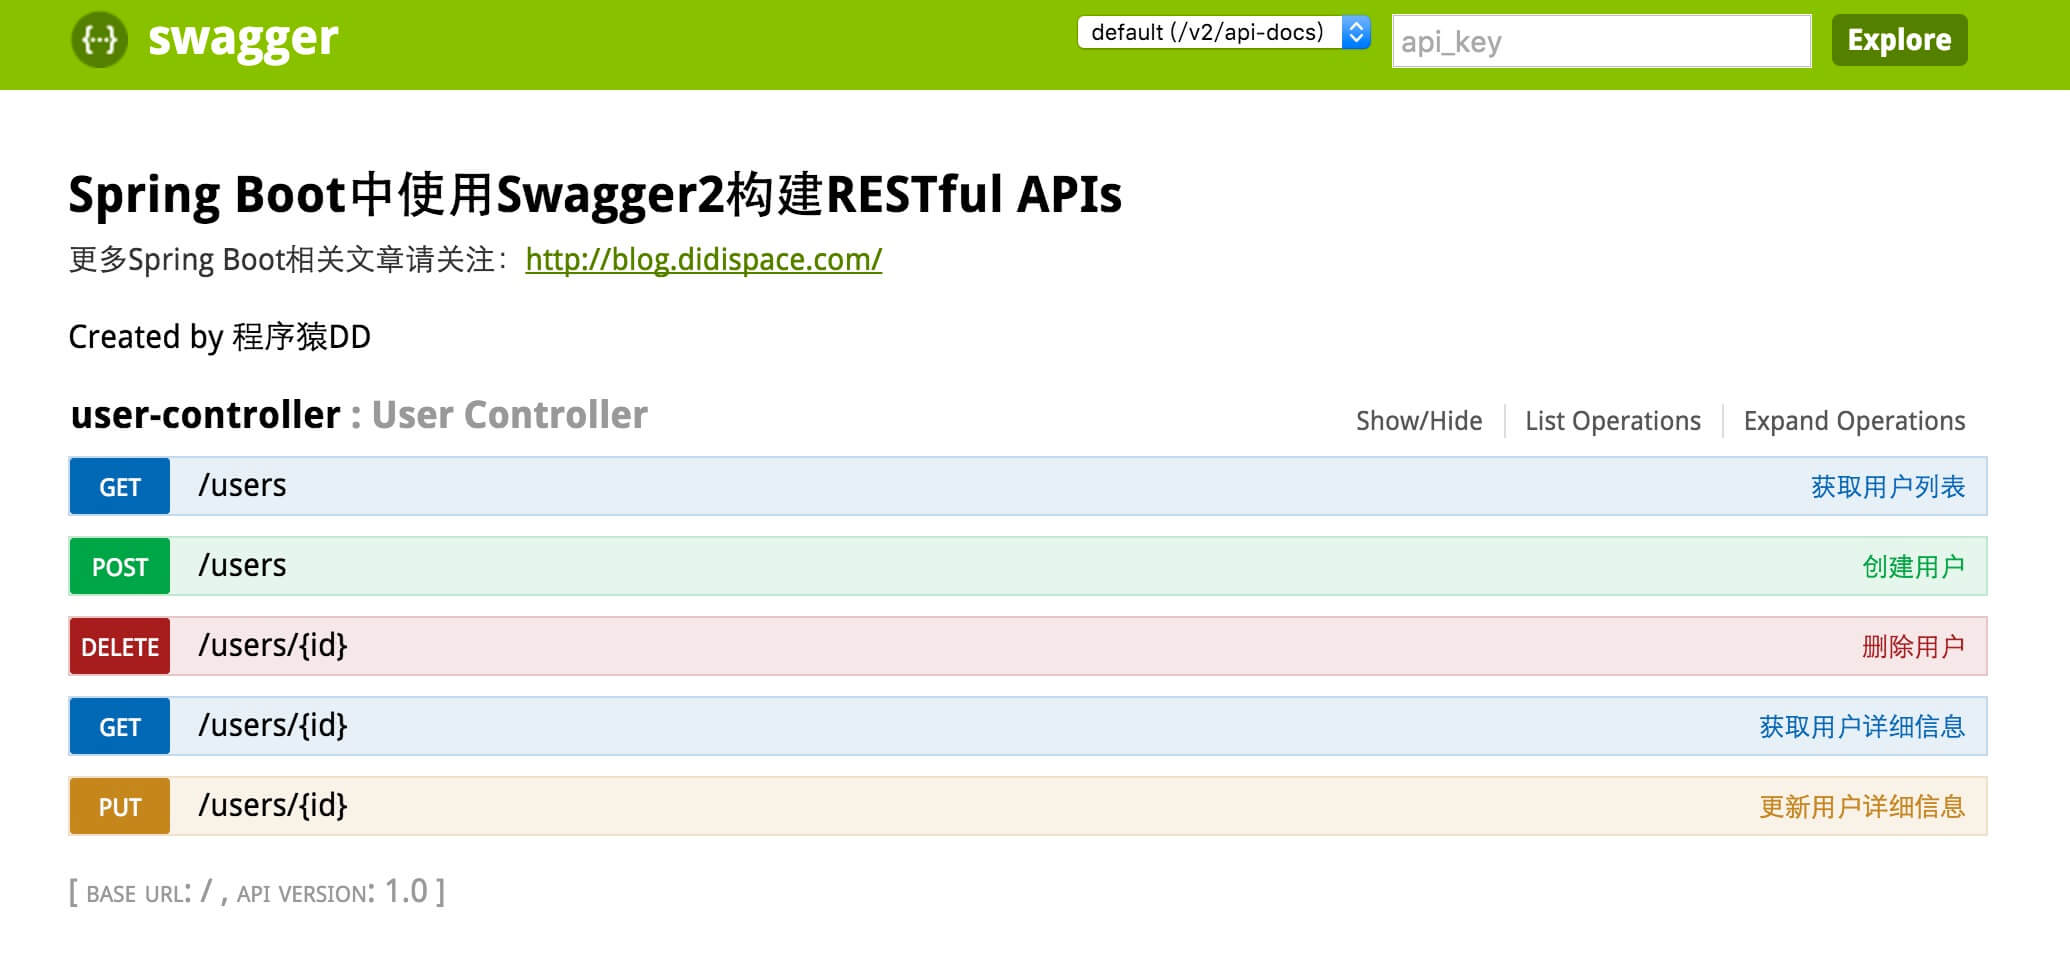 {···} swagger default (/v2/api-docs) api_key Explore
Spring Boot中使用Swagger2构建RESTful APIs
更多Spring Boot相关文章请关注：http://blog.didispace.com/
Created by 程序猿DD
user-controller : User Controller Show/Hide List Operations Expand Operations
GET /users 获取用户列表
POST /users 创建用户
DELETE /users/{id} 删除用户
GET /users/{id} 获取用户详细信息
PUT /users/{id} 更新用户详细信息
[ BASE URL: / , API VERSION: 1.0 ]